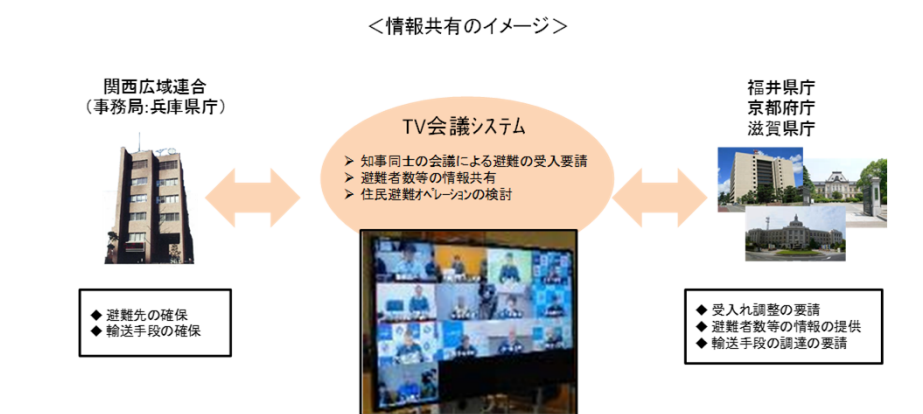 ＜情報共有のイメージ＞
関西広域連合
（事務局:兵庫県庁）
TV会議ｼｽﾃﾑ
➢ 知事同士の会議による避難の受入要請
➢ 避難者数等の情報共有
➢ 住民避難ｵﾍﾟﾚｰｼｮﾝの検討
福井県庁
京都府庁
滋賀県庁
◆ 避難先の確保
◆ 輸送手段の確保
◆ 受入れ調整の要請
◆ 避難者数等の情報の提供
◆ 輸送手段の調達の要請